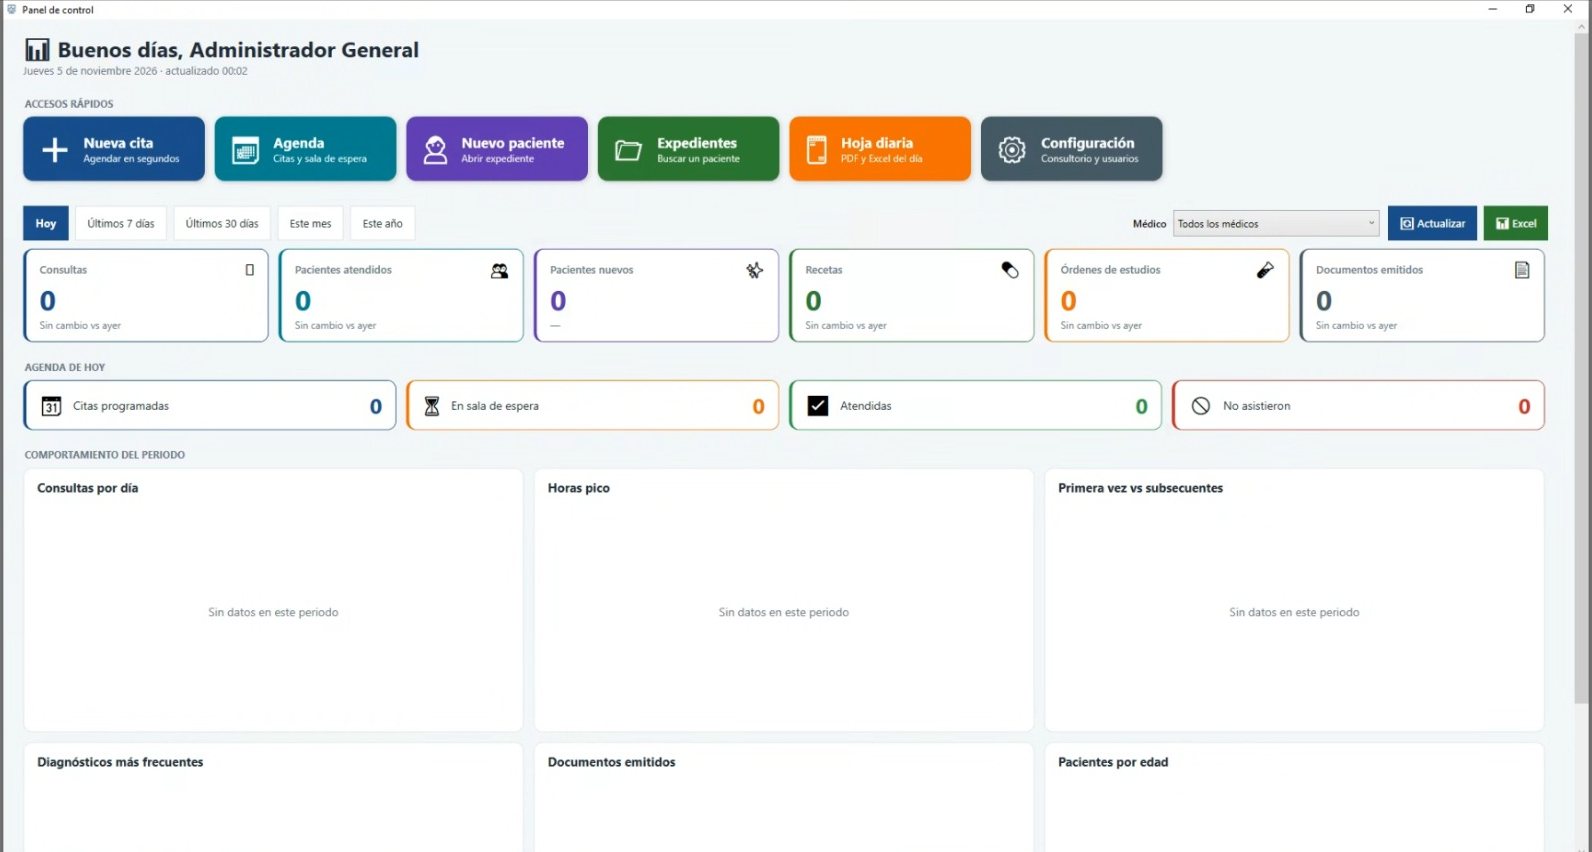 Panel de control
Buenos días, Administrador General
Jueves 5 de noviembre 2026 · actualizado 00:02
ACCESOS RÁPIDOS
Nueva cita
Agendar en segundos
Agenda
Citas y sala de espera
Nuevo paciente
Abrir expediente
Expedientes
Buscar un paciente
Hoja diaria
PDF y Excel del día
Configuración
Consultorio y usuarios
Hoy
Últimos 7 días
Últimos 30 días
Este mes
Este año
Médico
Todos los médicos
Actualizar
Excel
Consultas
0
Sin cambio vs ayer
Pacientes atendidos
0
Sin cambio vs ayer
Pacientes nuevos
0
—
Recetas
0
Sin cambio vs ayer
Órdenes de estudios
0
Sin cambio vs ayer
Documentos emitidos
0
Sin cambio vs ayer
AGENDA DE HOY
31
Citas programadas
0
En sala de espera
0
Atendidas
0
No asistieron
0
COMPORTAMIENTO DEL PERIODO
Consultas por día
Sin datos en este periodo
Horas pico
Sin datos en este periodo
Primera vez vs subsecuentes
Sin datos en este periodo
Diagnósticos más frecuentes
Documentos emitidos
Pacientes por edad